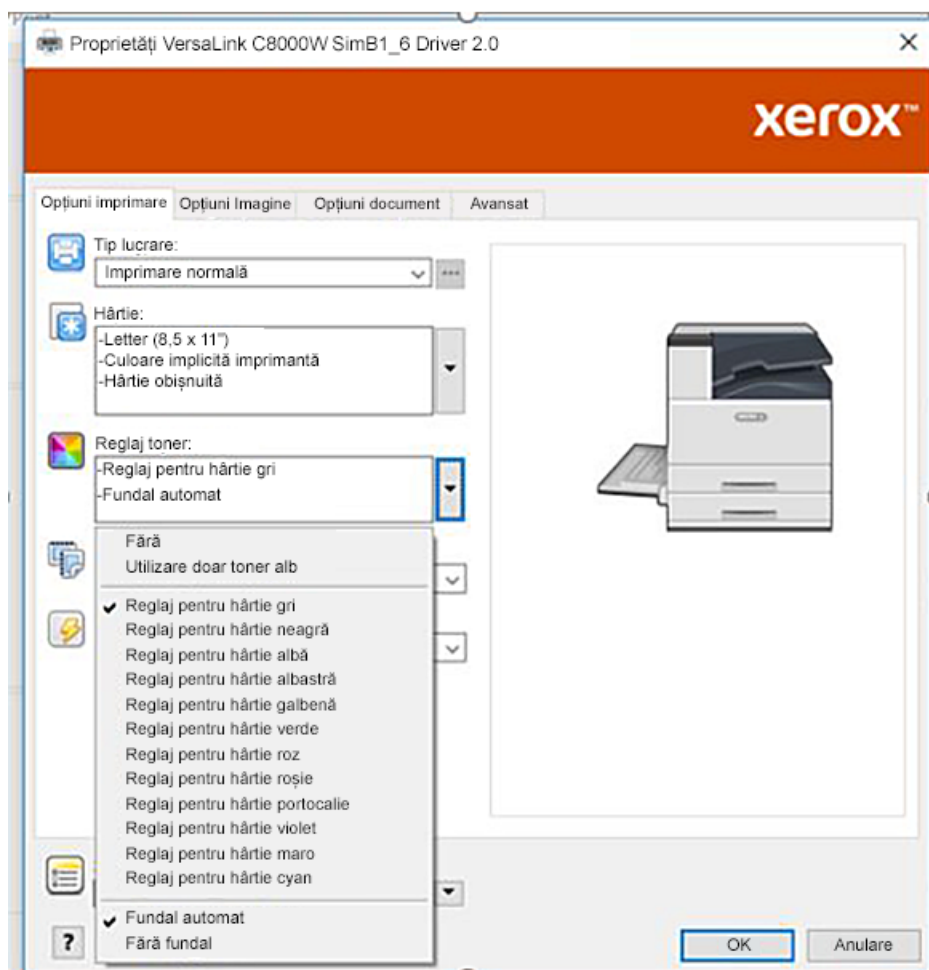 Proprietăți VersaLink C8000W SimB1_6 Driver 2.0
xerox™
Opțiuni imprimare Opțiuni Imagine Opțiuni document Avansat
Tip lucrare:
Imprimare normală
Hârtie:
-Letter (8,5 x 11")
-Culoare implicită imprimantă
-Hârtie obișnuită
Reglaj toner:
-Reglaj pentru hârtie gri
-Fundal automat
Fără
Utilizare doar toner alb
Reglaj pentru hârtie gri
Reglaj pentru hârtie neagră
Reglaj pentru hârtie albă
Reglaj pentru hârtie albastră
Reglaj pentru hârtie galbenă
Reglaj pentru hârtie verde
Reglaj pentru hârtie roz
Reglaj pentru hârtie roșie
Reglaj pentru hârtie portocalie
Reglaj pentru hârtie violet
Reglaj pentru hârtie maro
Reglaj pentru hârtie cyan
Fundal automat
Fără fundal
?
OK Anulare